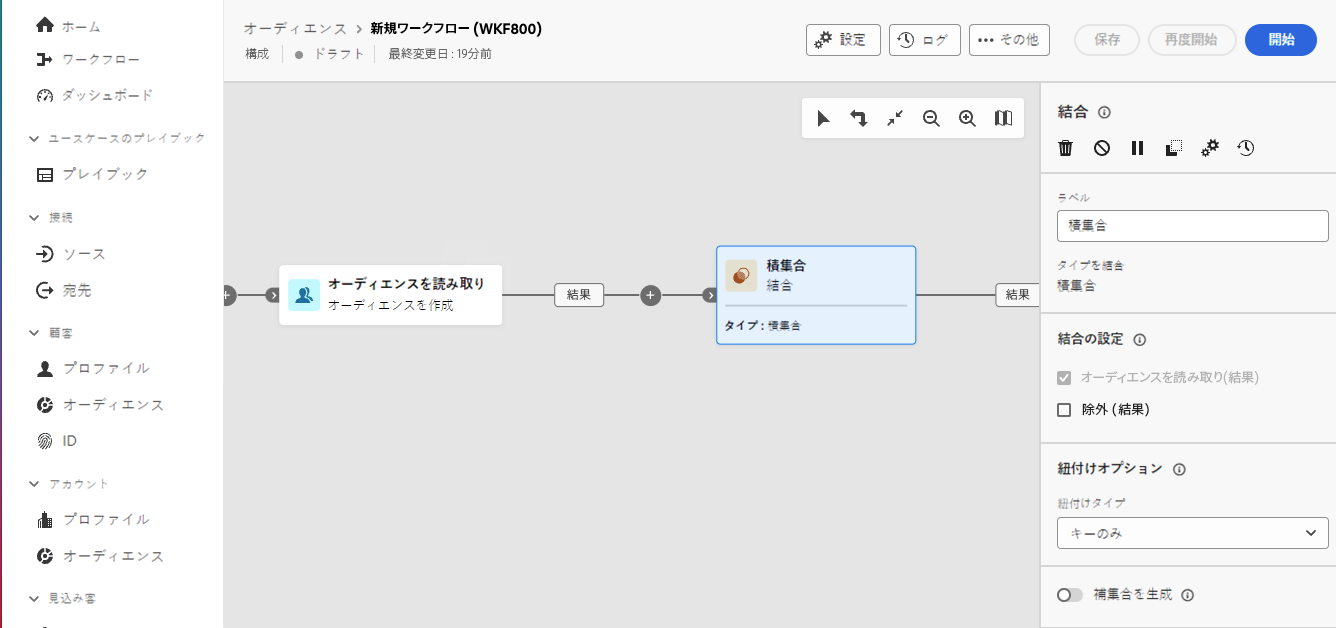 ホーム
ワークフロー
ダッシュボード
ユースケースのプレイブック
プレイブック
接続
ソース
宛先
顧客
プロファイル
オーディエンス
ID
アカウント
プロファイル
オーディエンス
見込み客
オーディエンス 新規ワークフロー (WKF800)
構成 ドラフト 最終変更日 : 19分前
設定 ログ その他 保存 再度開始 開始
オーディエンスを読み取り
オーディエンスを作成
結果
積集合
結合
タイプ : 積集合
結果
結合
ラベル
積集合
タイプを結合
積集合
結合の設定
オーディエンスを読み取り(結果)
除外 (結果)
紐付けオプション
紐付けタイプ
キーのみ
補集合を生成